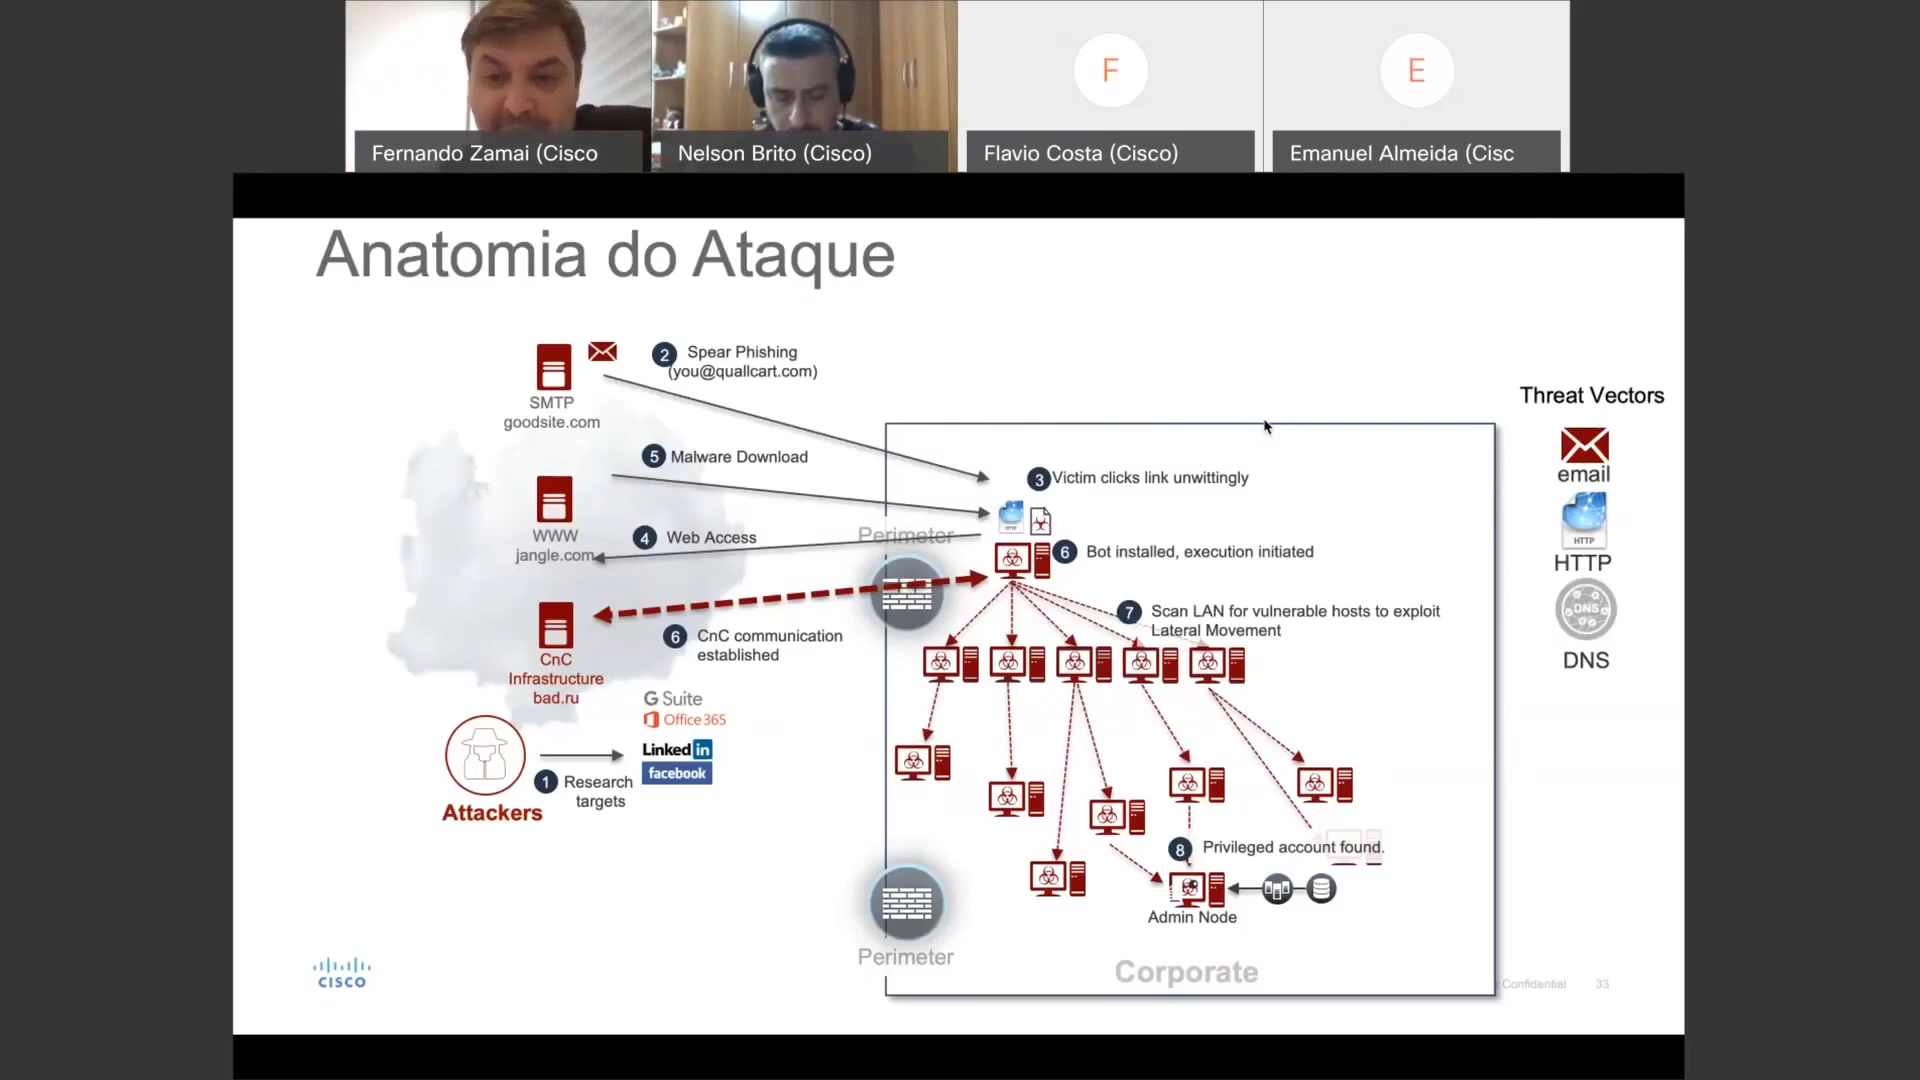 F
E
Fernando Zamai (Cisco
Nelson Brito (Cisco)
Flavio Costa (Cisco)
Emanuel Almeida (Cisc
Anatomia do Ataque
2 Spear Phishing
(you@quallcart.com)
SMTP
goodsite.com
Threat Vectors
email
HTTP
HTTP
DNS
DNS
5 Malware Download
3 Victim clicks link unwittingly
HTTP
WWW
jangle.com
4 Web Access
Perimeter
6 Bot installed, execution initiated
7 Scan LAN for vulnerable hosts to exploit
Lateral Movement
6 CnC communication
established
CnC
Infrastructure
bad.ru
G Suite
Office 365
Linked in
facebook
1 Research
targets
Attackers
8 Privileged account found.
Admin Node
Perimeter
Corporate
CISCO
Confidential 33